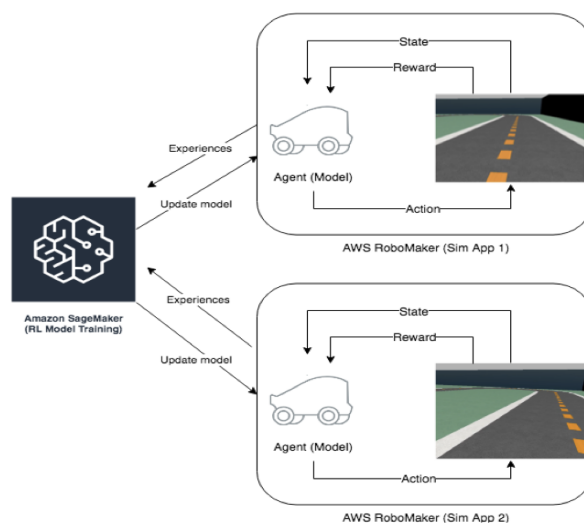 State
Reward
Experiences
Agent (Model)
Update model
Action
AWS RoboMaker (Sim App 1)
Amazon SageMaker
(RL Model Training)
Experiences
State
Reward
Update model
Agent (Model)
Action
AWS RoboMaker (Sim App 2)